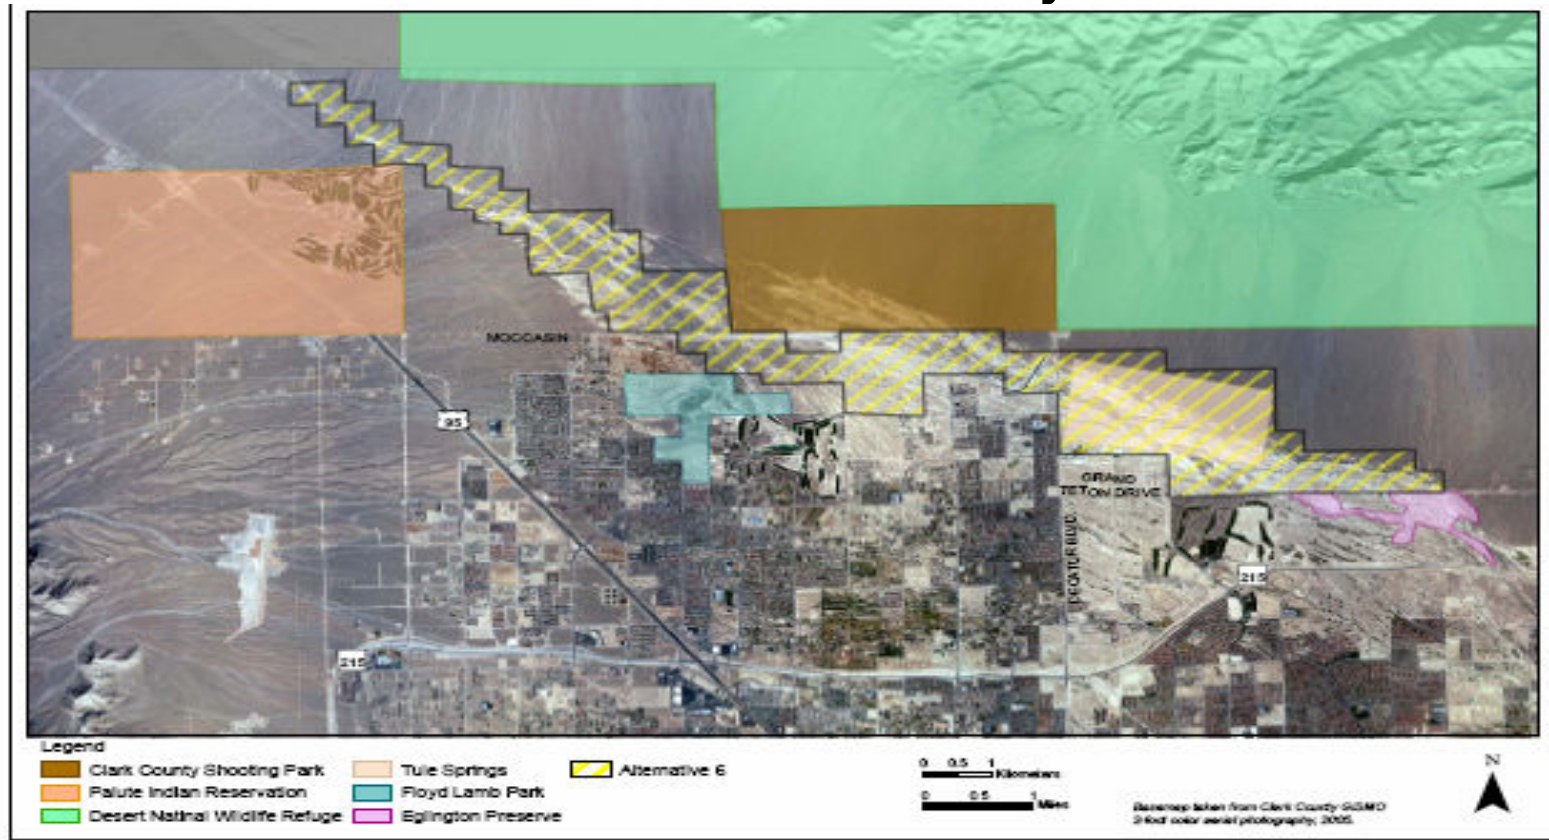 MOCCASIN
95
GRAND
TETON DRIVE
DECATUR BLVD.
215
215
Legend
Clark County Shooting Park
Paiute Indian Reservation
Desert Natinal Wildlife Refuge
Tule Springs
Floyd Lamb Park
Eglington Preserve
Alternative 6
0 0.5 1
Kilometers
0 0.5 1
Miles
Basemap taken from Clark County GISMO
2-foot color aerial photography, 2005.
N